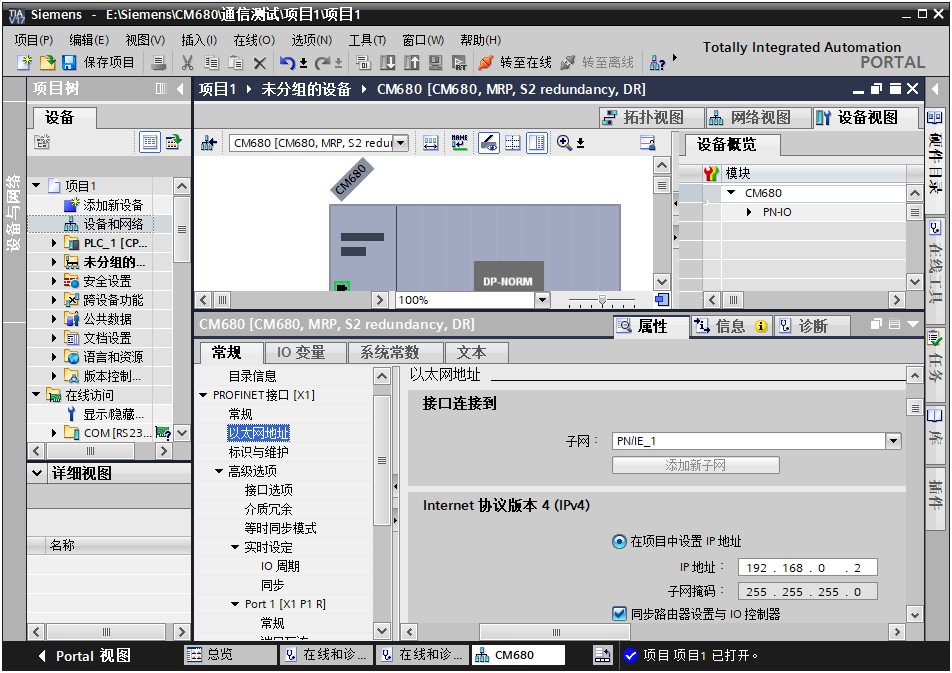 Siemens - E:\Siemens\CM680\通信测试\项目1\项目1
项目(P) 编辑(E) 视图(V) 插入(I) 在线(O) 选项(N) 工具(T) 窗口(W) 帮助(H)
保存项目 转至在线 转至离线
Totally Integrated Automation
PORTAL
项目树
设备
设备与网络
项目1
添加新设备
设备和网络
PLC_1 [CP...
未分组的...
安全设置
跨设备功能
公共数据
文档设置
语言和资源
版本控制...
在线访问
显示/隐藏...
COM [RS23...
详细视图
名称
项目1 未分组的设备 CM680 [CM680, MRP, S2 redundancy, DR]
拓扑视图 网络视图 设备视图
CM680 [CM680, MRP, S2 redun
CM680
DP-NORM
100%
设备概览
模块
CM680
PN-IO
CM680 [CM680, MRP, S2 redundancy, DR]
属性 信息 诊断
常规 IO 变量 系统常数 文本
目录信息
PROFINET接口 [X1]
常规
以太网地址
标识与维护
高级选项
接口选项
介质冗余
等时同步模式
实时设定
IO 周期
同步
Port 1 [X1 P1 R]
常规
以太网地址
接口连接到
子网：
PN/IE_1
添加新子网
Internet 协议版本 4 (IPv4)
在项目中设置 IP 地址
IP 地址：
192 . 168 . 0 . 2
子网掩码：
255 . 255 . 255 . 0
同步路由器设置与 IO 控制器
硬件目录
在线工具
任务
库
插件
Portal 视图
总览
在线和诊...
在线和诊...
CM680
项目 项目1 已打开。